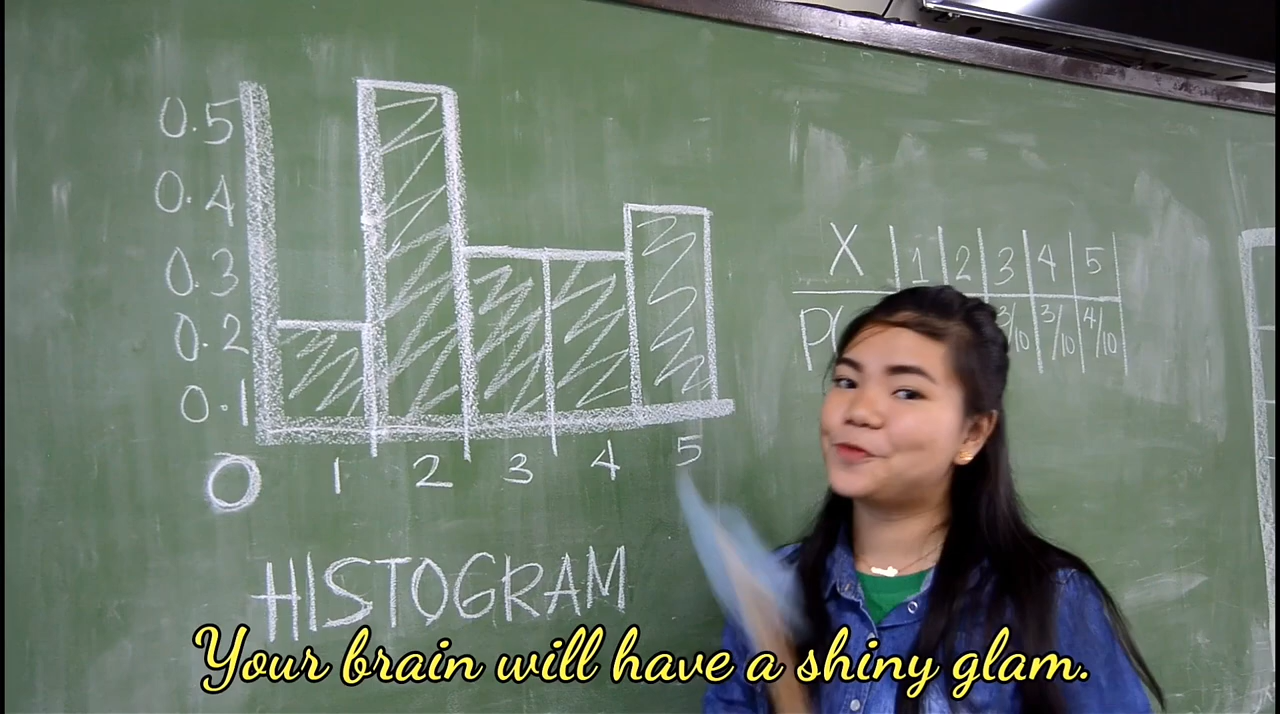 0.5
0.4
0.3
0.2
0.1
0 1 2 3 4 5
HISTOGRAM
X 1 2 3 4 5
P( 3/10 3/10 4/10
Your brain will have a shiny glam.